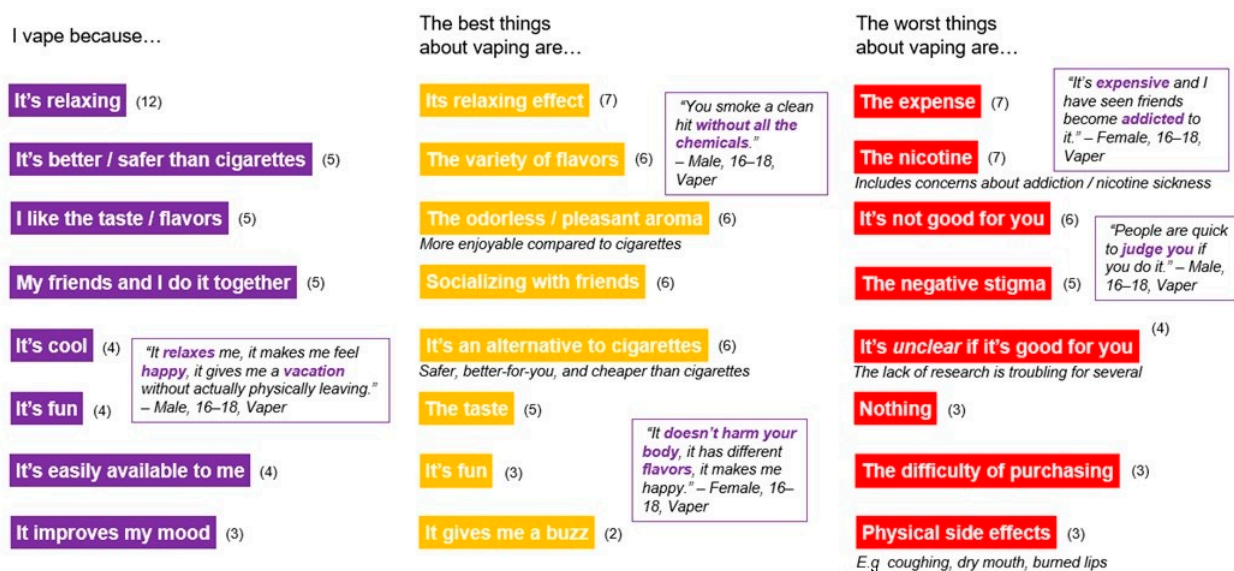 I vape because…
It's relaxing (12)
It's better / safer than cigarettes (5)
I like the taste / flavors (5)
My friends and I do it together (5)
It's cool (4)
"It relaxes me, it makes me feel
happy, it gives me a vacation
without actually physically leaving."
– Male, 16–18, Vaper
It's fun (4)
It's easily available to me (4)
It improves my mood (3)
The best things
about vaping are…
Its relaxing effect (7)
"You smoke a clean
hit without all the
chemicals."
– Male, 16–18,
Vaper
The variety of flavors (6)
The odorless / pleasant aroma (6)
More enjoyable compared to cigarettes
Socializing with friends (6)
It's an alternative to cigarettes (6)
Safer, better-for-you, and cheaper than cigarettes
The taste (5)
"It doesn't harm your
body, it has different
flavors, it makes me
happy." – Female, 16–
18, Vaper
It's fun (3)
It gives me a buzz (2)
The worst things
about vaping are…
The expense (7)
"It's expensive and I
have seen friends
become addicted to
it." – Female, 16–18,
Vaper
The nicotine (7)
Includes concerns about addiction / nicotine sickness
It's not good for you (6)
"People are quick
to judge you if
you do it." – Male,
16–18, Vaper
The negative stigma (5)
It's unclear if it's good for you (4)
The lack of research is troubling for several
Nothing (3)
The difficulty of purchasing (3)
Physical side effects (3)
E.g coughing, dry mouth, burned lips